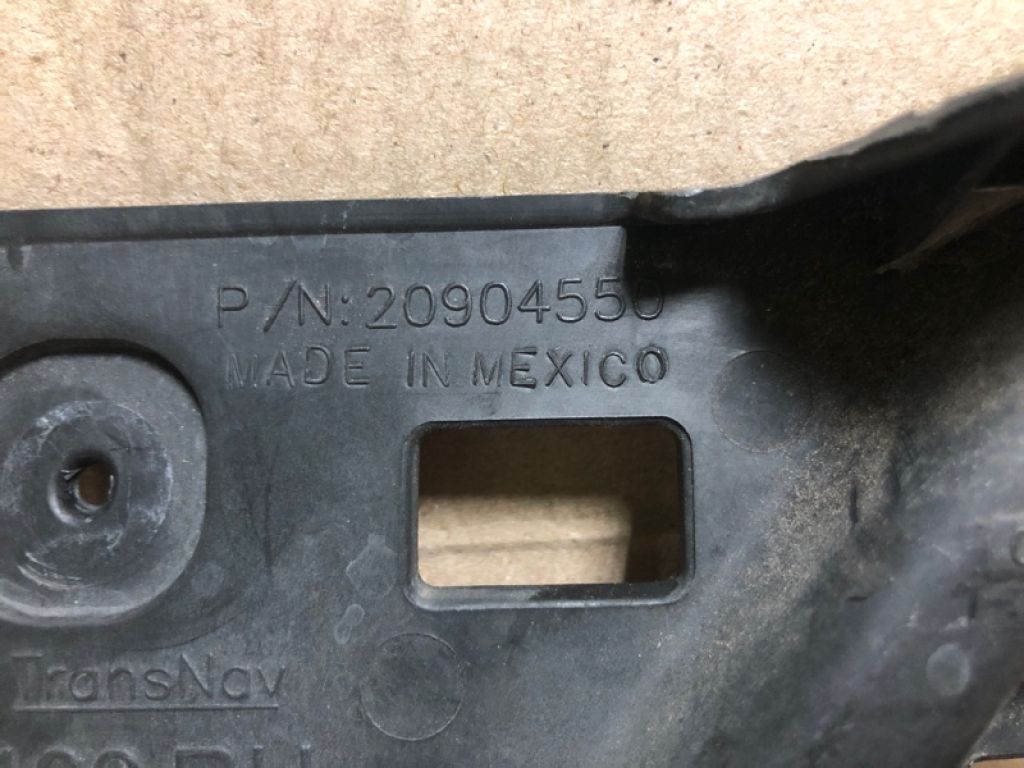 P/N: 20904550
MADE IN MEXICO
TransNav